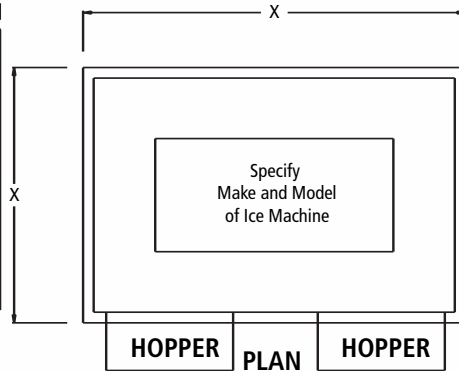 X
X
Specify
Make and Model
of Ice Machine
HOPPER
HOPPER
PLAN